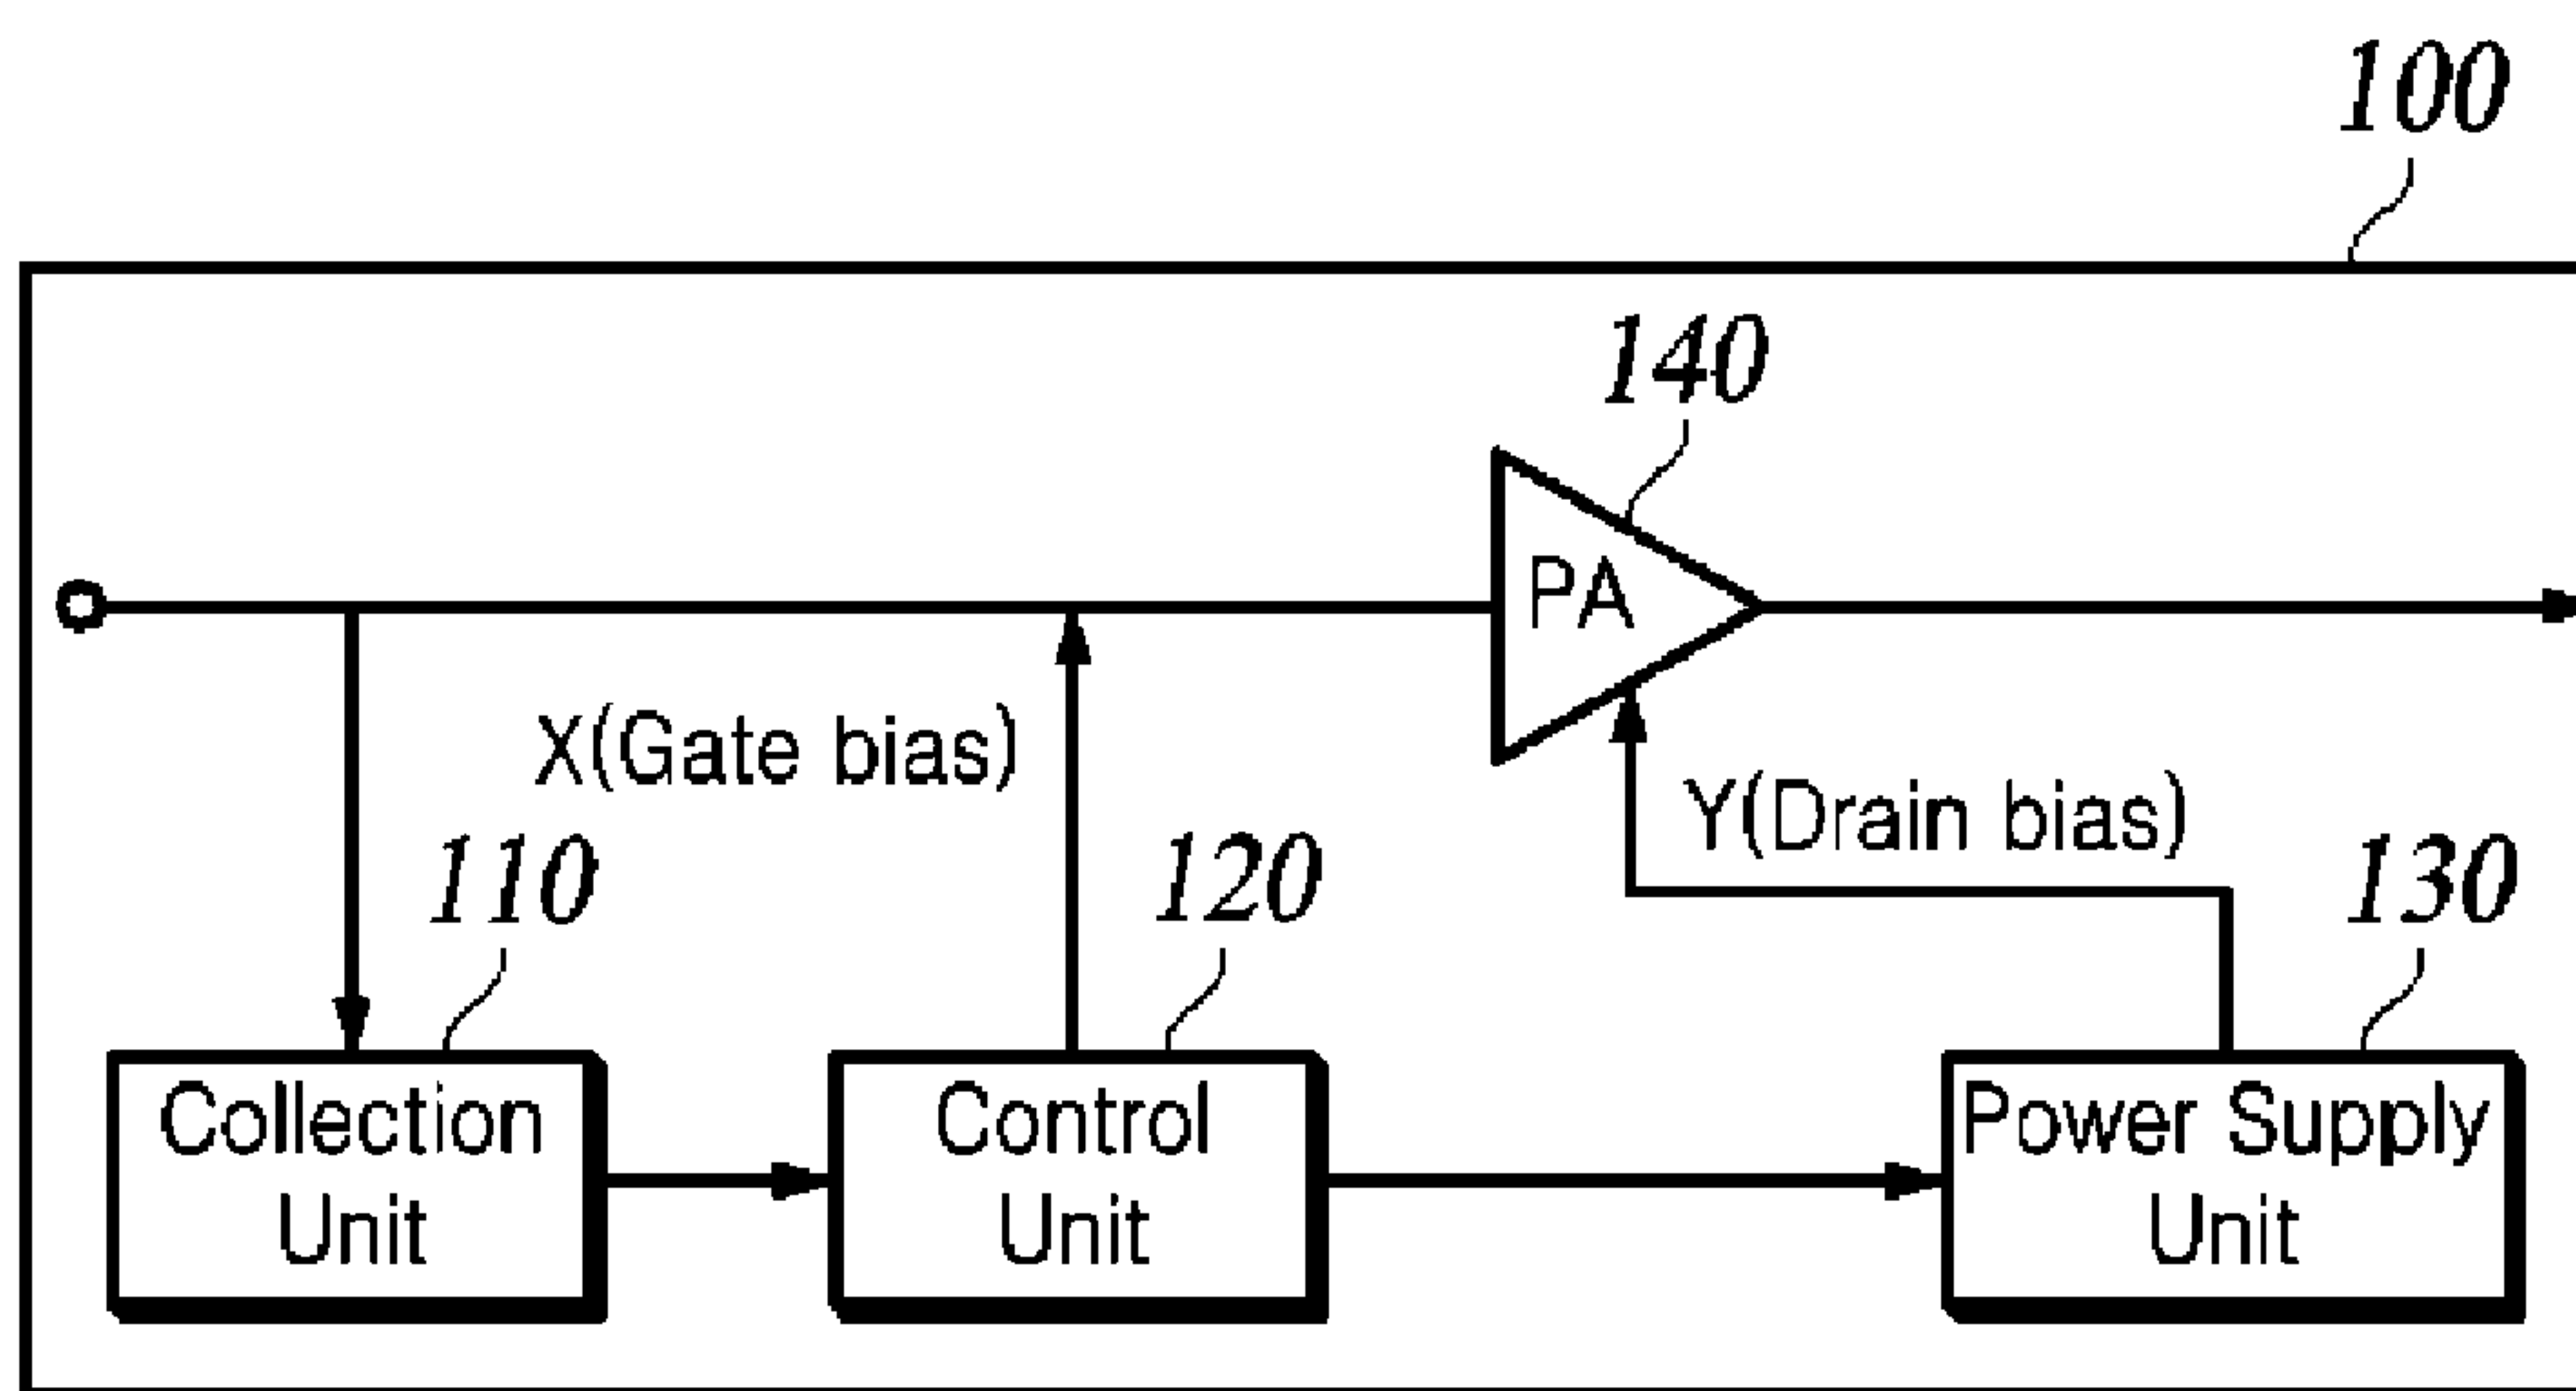 100
140
PA
X(Gate bias)
Y(Drain bias)
110
120
130
Collection
Unit
Control
Unit
Power Supply
Unit